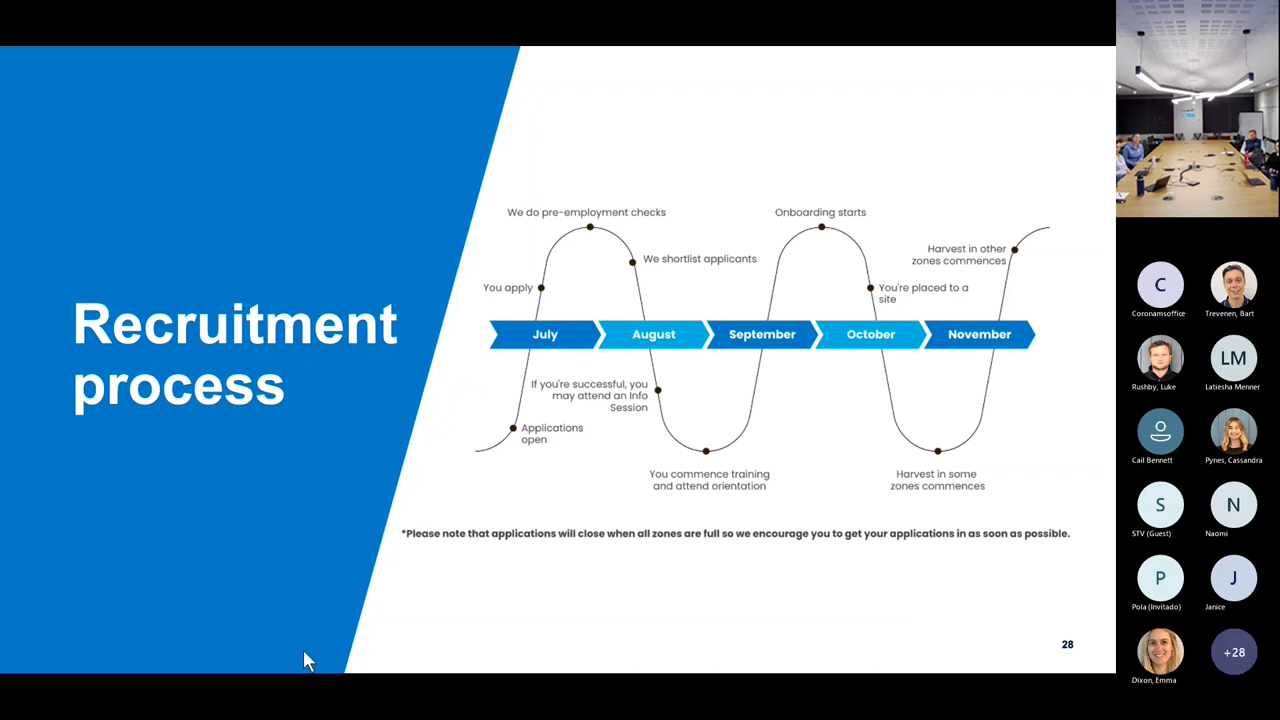 Recruitment
process
We do pre-employment checks
Onboarding starts
Harvest in other
zones commences
We shortlist applicants
You apply
You're placed to a
site
July
August
September
October
November
If you're successful, you
may attend an Info
Session
Applications
open
You commence training
and attend orientation
Harvest in some
zones commences
*Please note that applications will close when all zones are full so we encourage you to get your applications in as soon as possible.
28
C
Coronamsoffice
Trevenen, Bart
Rushby, Luke
LM
Latiesha Menner
Cail Bennett
Pynes, Cassandra
S
STV (Guest)
N
Naomi
P
Pola (Invitado)
J
Janice
Dixon, Emma
+28